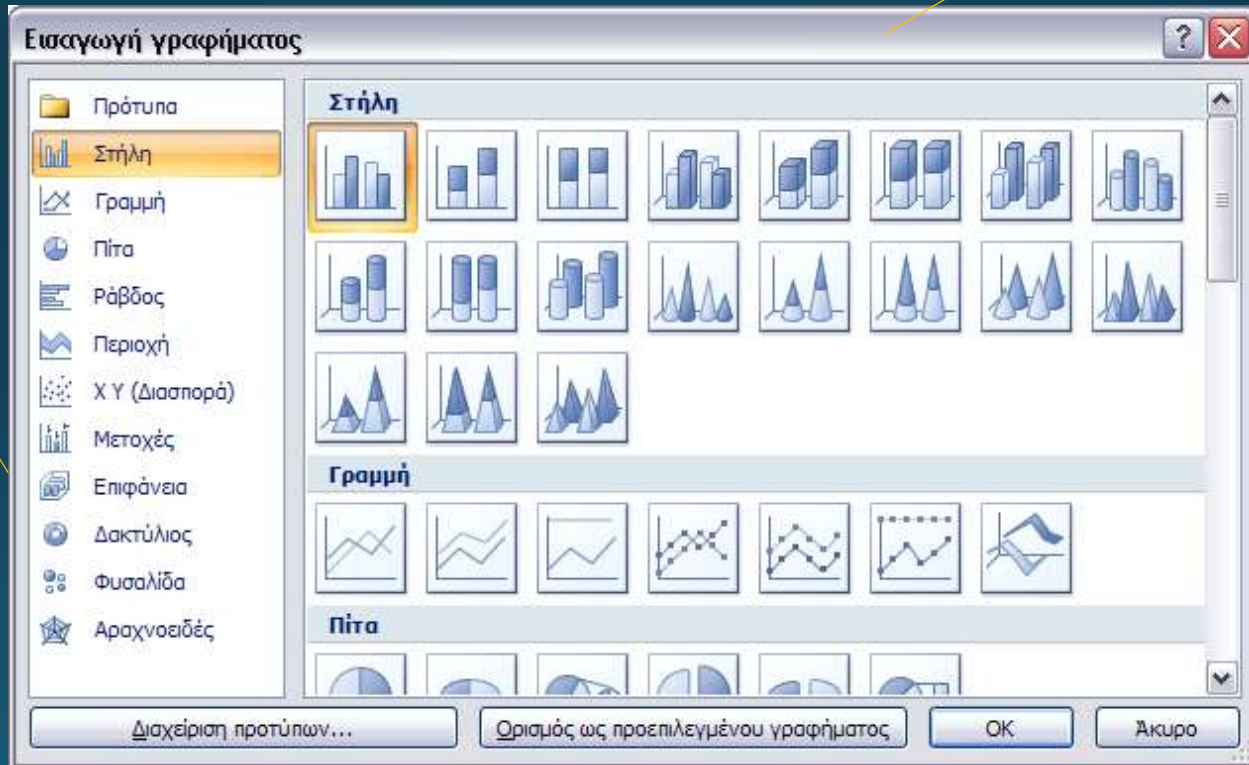 Εισαγωγή γραφήματος
Πρότυπα
Στήλη
Γραμμή
Πίτα
Ράβδος
Περιοχή
X Y (Διασπορά)
Μετοχές
Επιφάνεια
Δακτύλιος
Φυσαλίδα
Αραχνοειδές
Στήλη
Γραμμή
Πίτα
Διαχείριση προτύπων...
Ορισμός ως προεπιλεγμένου γραφήματος
OK
Άκυρο